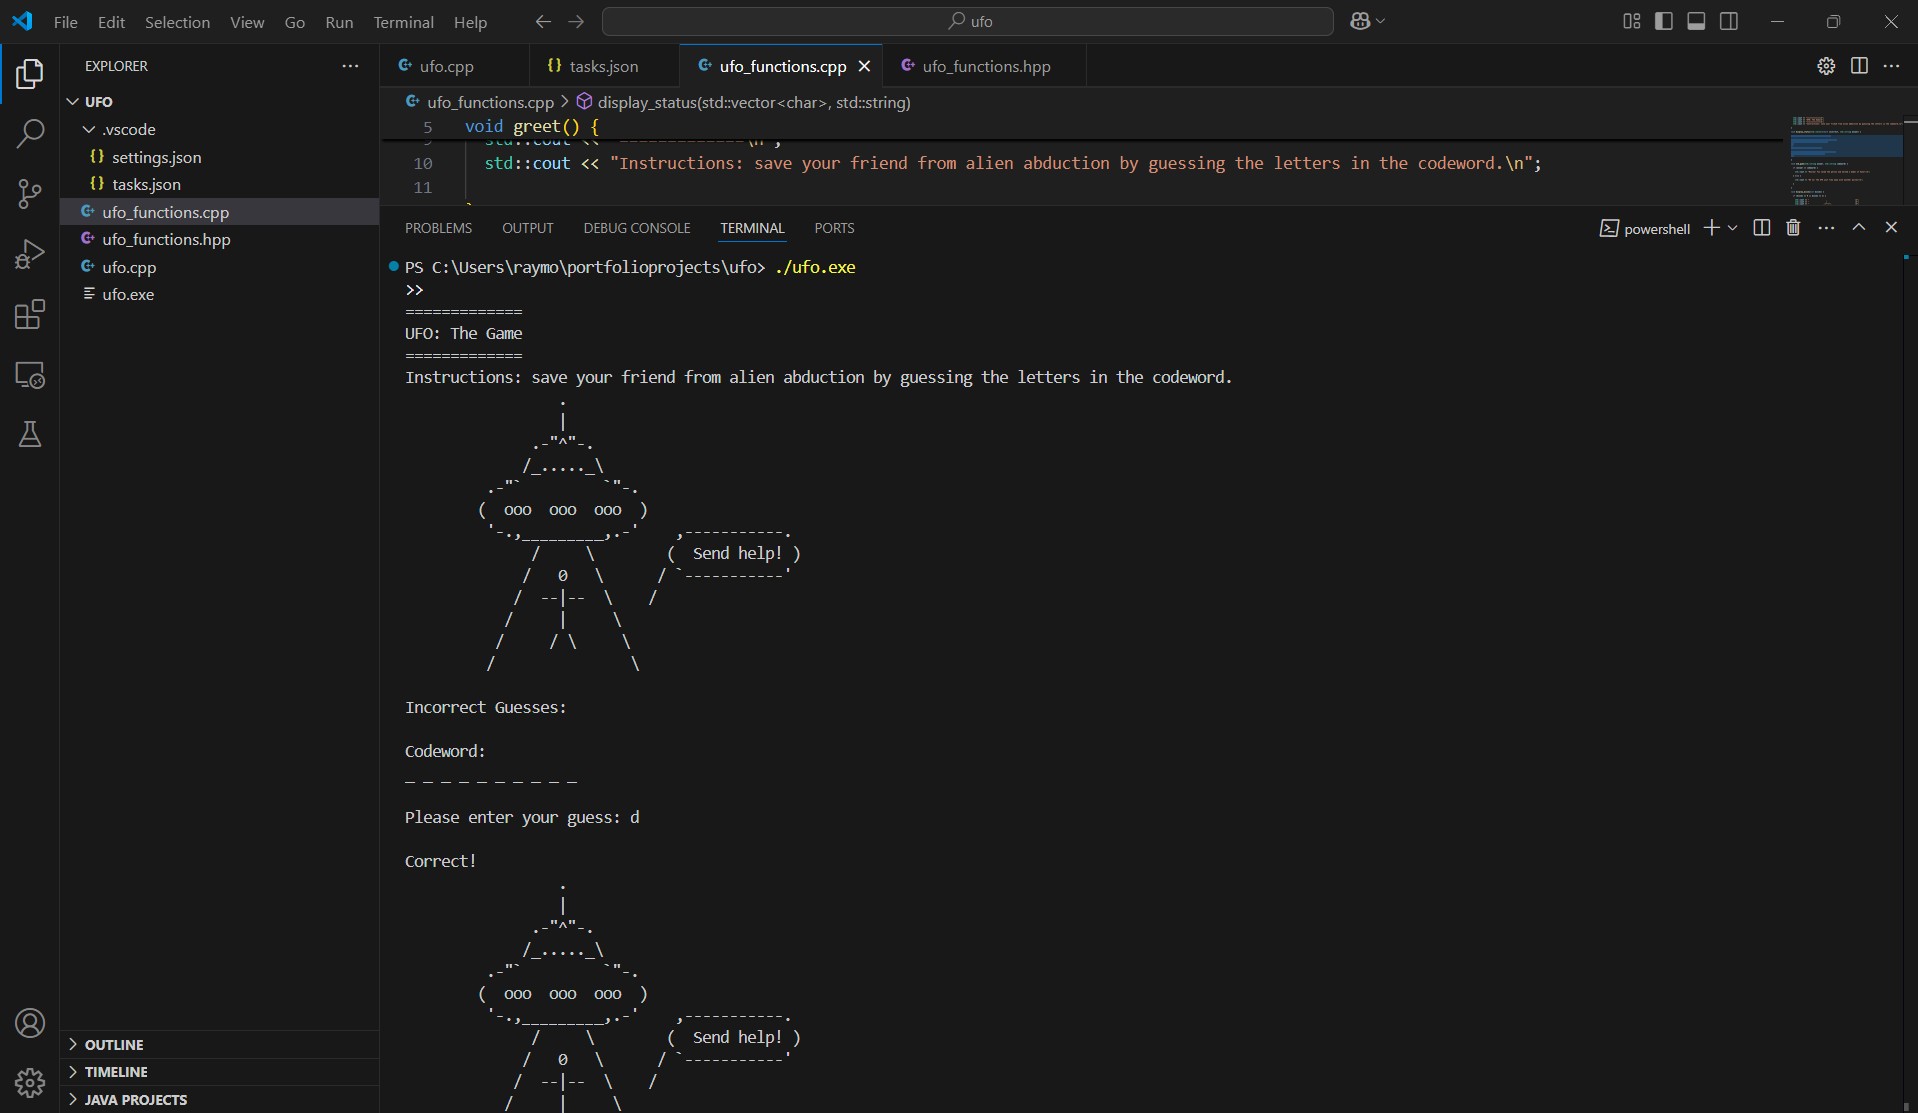 File Edit Selection View Go Run Terminal Help
ufo
EXPLORER
UFO
.vscode
settings.json
tasks.json
ufo_functions.cpp
ufo_functions.hpp
ufo.cpp
ufo.exe
OUTLINE
TIMELINE
JAVA PROJECTS
ufo.cpp tasks.json ufo_functions.cpp ufo_functions.hpp
ufo_functions.cpp > display_status(std::vector<char>, std::string)
5 void greet() {
10 std::cout << "Instructions: save your friend from alien abduction by guessing the letters in the codeword.\n";
11
PROBLEMS OUTPUT DEBUG CONSOLE TERMINAL PORTS
powershell
PS C:\Users\raymo\portfolioprojects\ufo> ./ufo.exe
>>
=============
UFO: The Game
=============
Instructions: save your friend from alien abduction by guessing the letters in the codeword.
                 .
                 |
              .-"^"-.
             /_....._\
         .-"`         `"-.
        (  ooo  ooo  ooo  )
         '-.,_________,.-'    ,-----------.
              /     \        (  Send help! )
             /   0   \      / `-----------'
            /  --|--  \    /
           /     |     \
          /     / \     \
         /               \
Incorrect Guesses:
Codeword:
_ _ _ _ _ _ _ _ _ _
Please enter your guess: d
Correct!
                 .
                 |
              .-"^"-.
             /_....._\
         .-"`         `"-.
        (  ooo  ooo  ooo  )
         '-.,_________,.-'    ,-----------.
              /     \        (  Send help! )
             /   0   \      / `-----------'
            /  --|--  \    /
           /     |     \